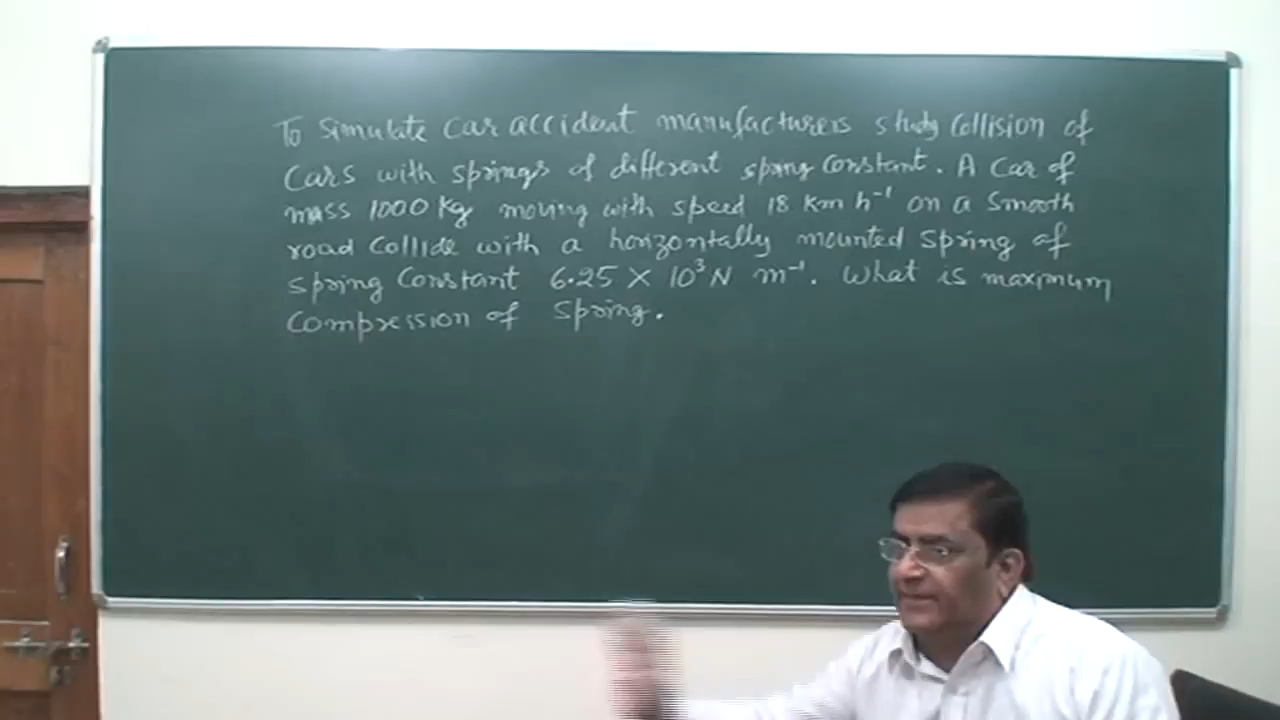 To Simulate Car accident manufacturers study Collision of
Cars with springs of different spring Constant. A Car of
mass 1000 Kg moving with speed 18 Km h⁻¹ on a Smooth
road Collide with a horizontally mounted Spring of
spring Constant 6.25 × 10³ N m⁻¹. What is maximum
Compression of Spring.